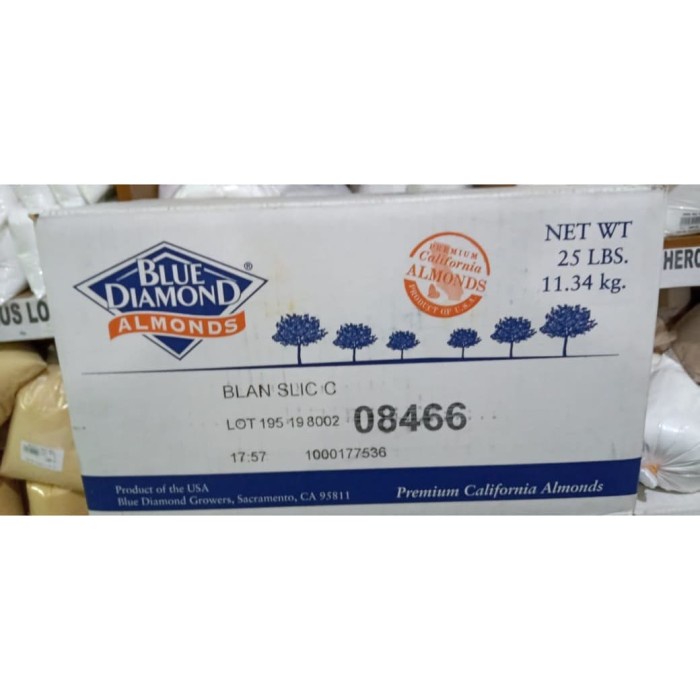 BLUE
DIAMOND®
ALMONDS
PREMIUM
California
ALMONDS
PRODUCT OF U.S.A.
NET WT
25 LBS.
11.34 kg.
US LO
HERC
BLAN SLIC C
LOT 195 19 8002 08466
17:57 1000177536
Product of the USA
Blue Diamond Growers, Sacramento, CA 95811
Premium California Almonds